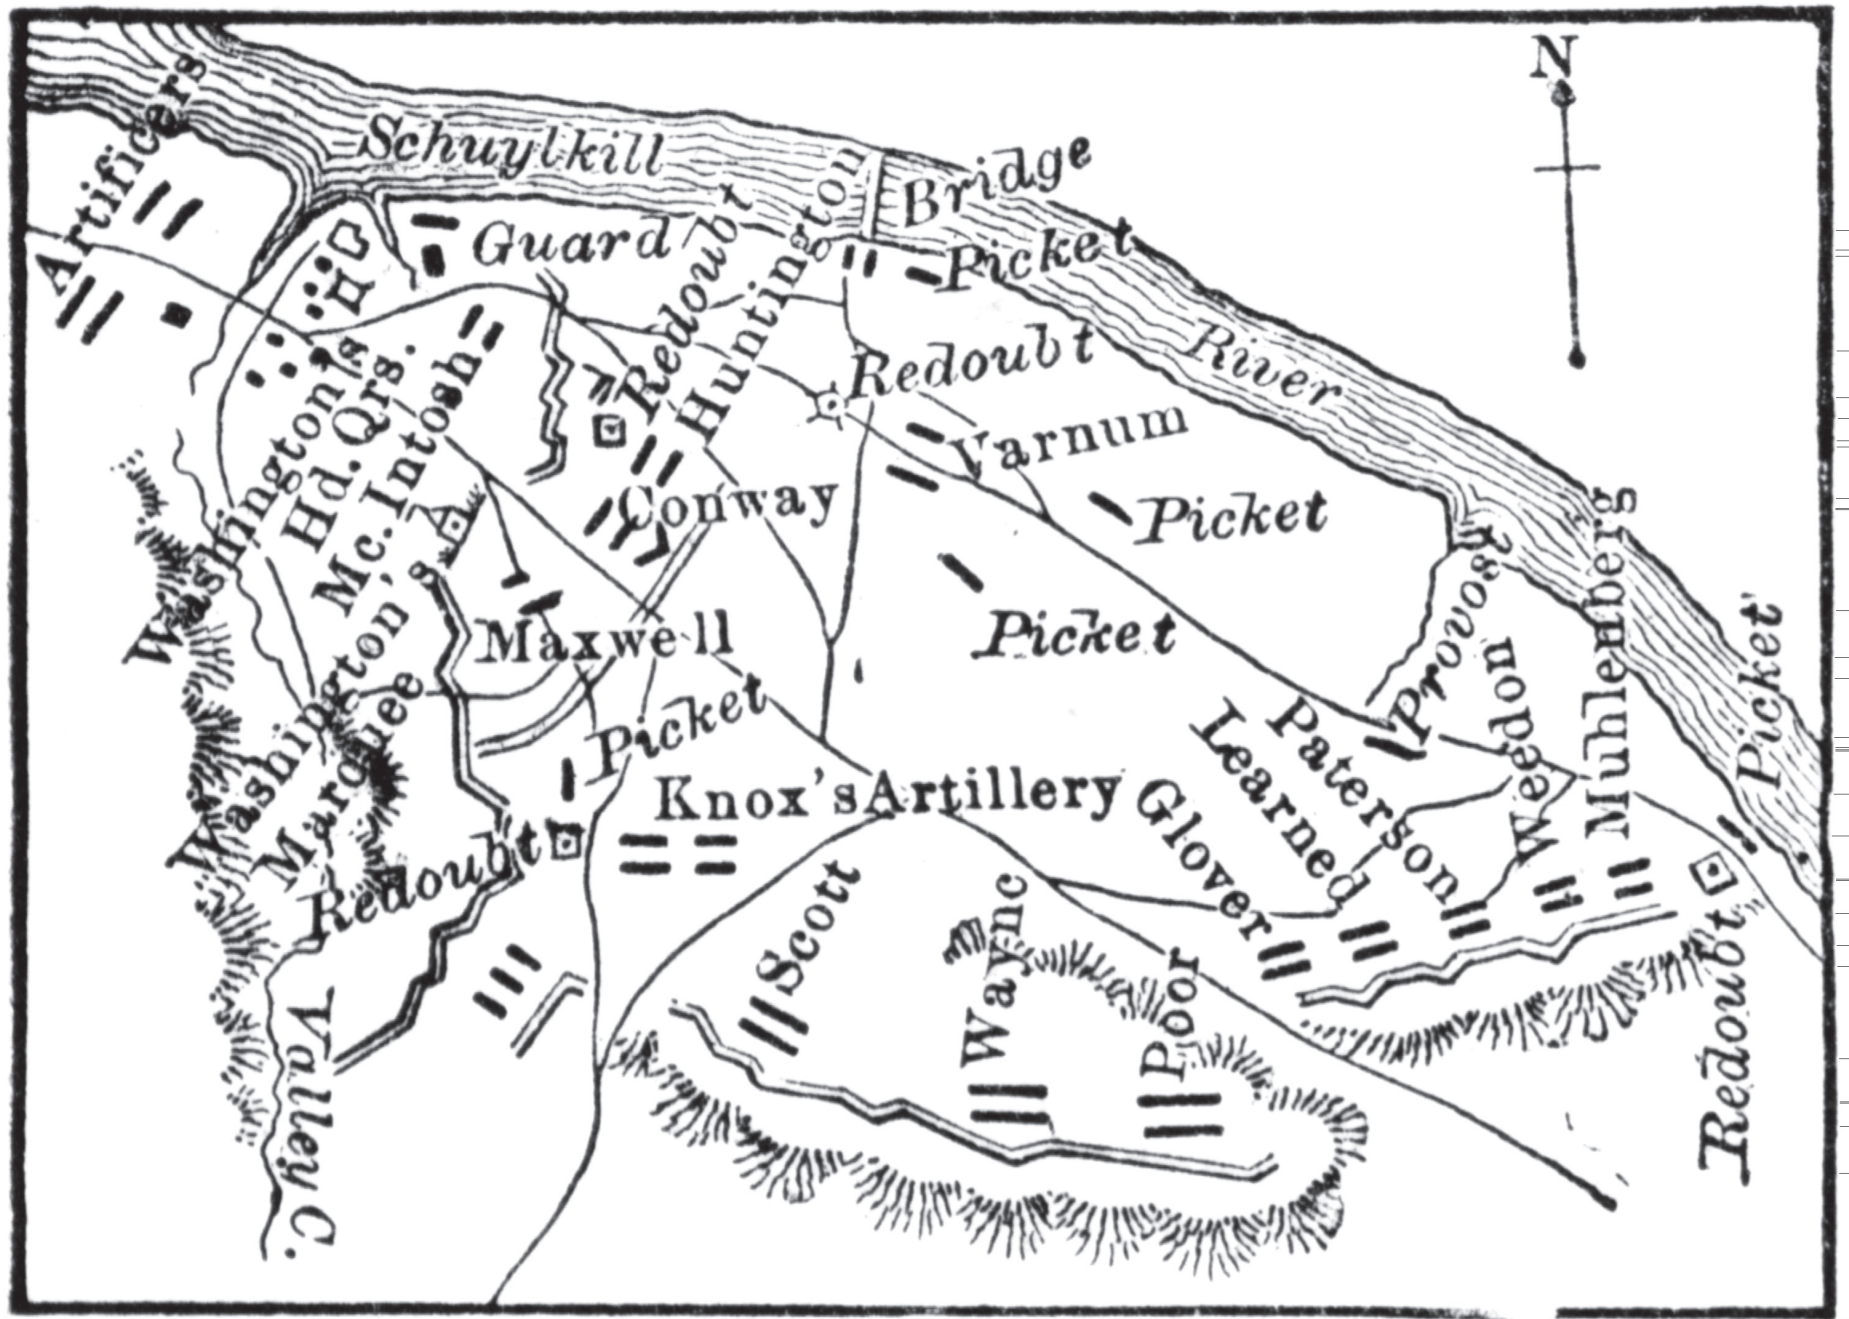 N
Artificers
Schuylkill
Bridge
Guard
Redoubt
Huntington
Picket
River
Redoubt
Washington's
Hd. Qrs.
Mc. Intosh
Varnum
Conway
Picket
Washington's
Marquee
Maxwell
Picket
Provost
Weedon
Muhlenberg
Picket
Picket
Knox's Artillery
Paterson
Learned
Glover
Redoubt
Scott
Wayne
Poor
Redoubt
Valley C.